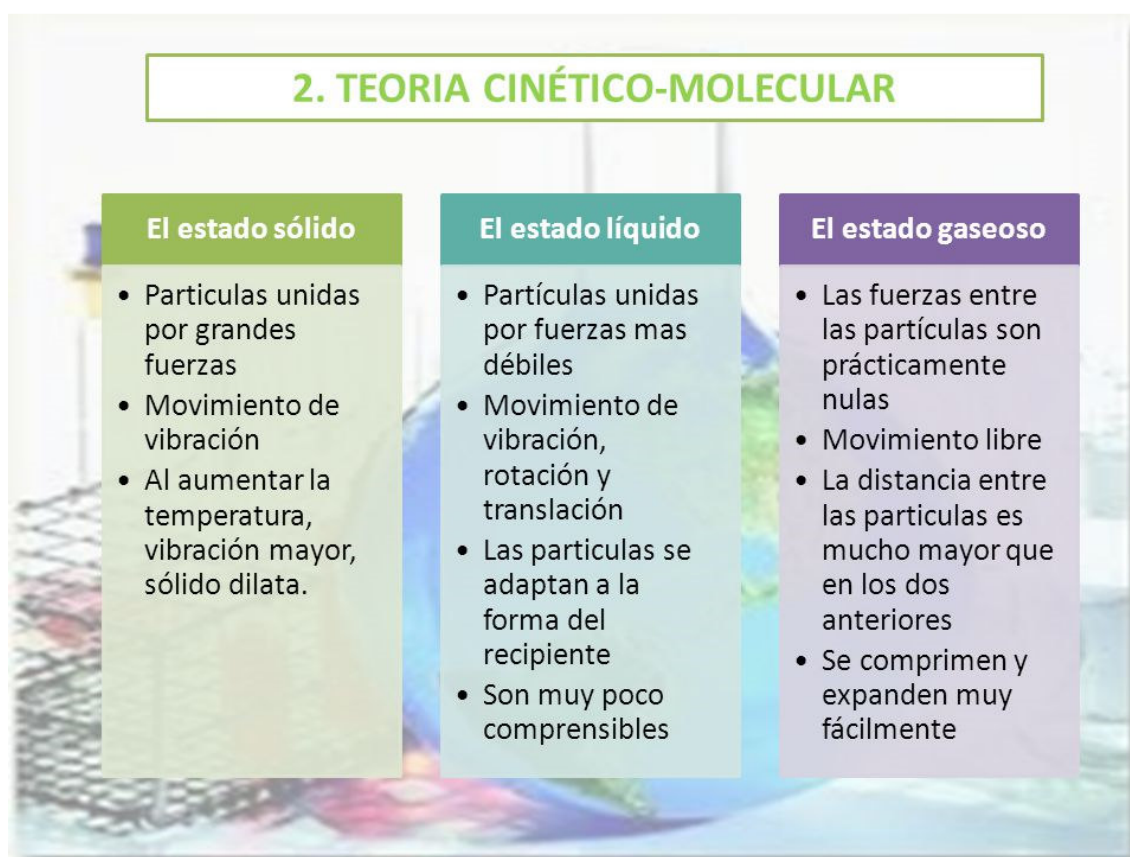 2. TEORIA CINÉTICO-MOLECULAR
El estado sólido
• Particulas unidas
por grandes
fuerzas
• Movimiento de
vibración
• Al aumentar la
temperatura,
vibración mayor,
sólido dilata.
El estado líquido
• Partículas unidas
por fuerzas mas
débiles
• Movimiento de
vibración,
rotación y
translación
• Las particulas se
adaptan a la
forma del
recipiente
• Son muy poco
comprensibles
El estado gaseoso
• Las fuerzas entre
las partículas son
prácticamente
nulas
• Movimiento libre
• La distancia entre
las particulas es
mucho mayor que
en los dos
anteriores
• Se comprimen y
expanden muy
fácilmente